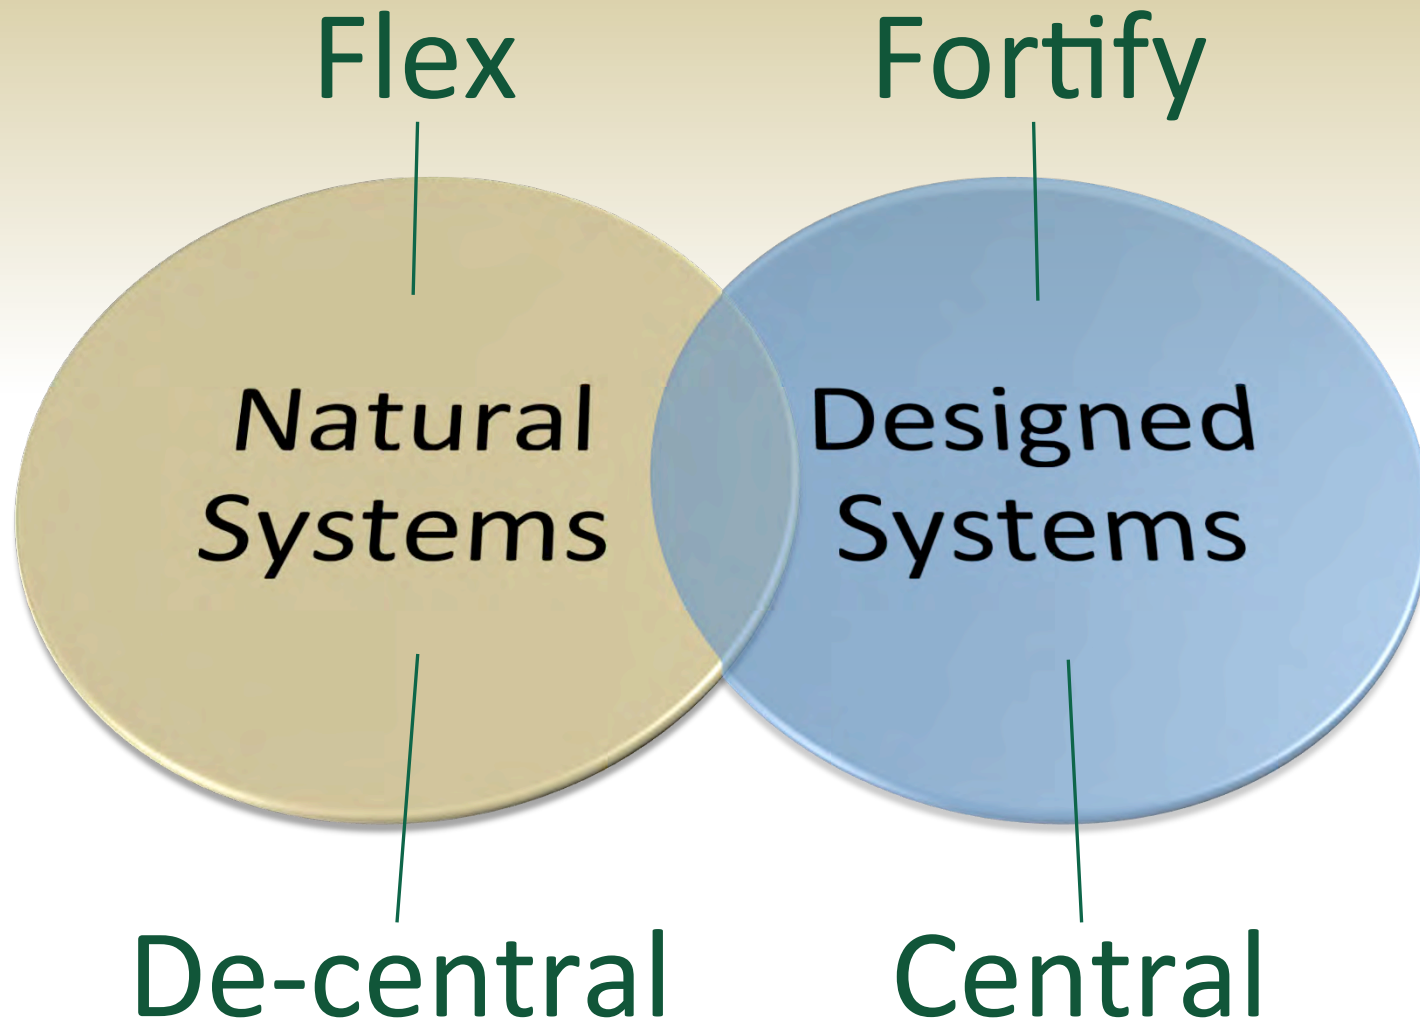 Flex
Fortify
Natural
Systems
Designed
Systems
De-central
Central